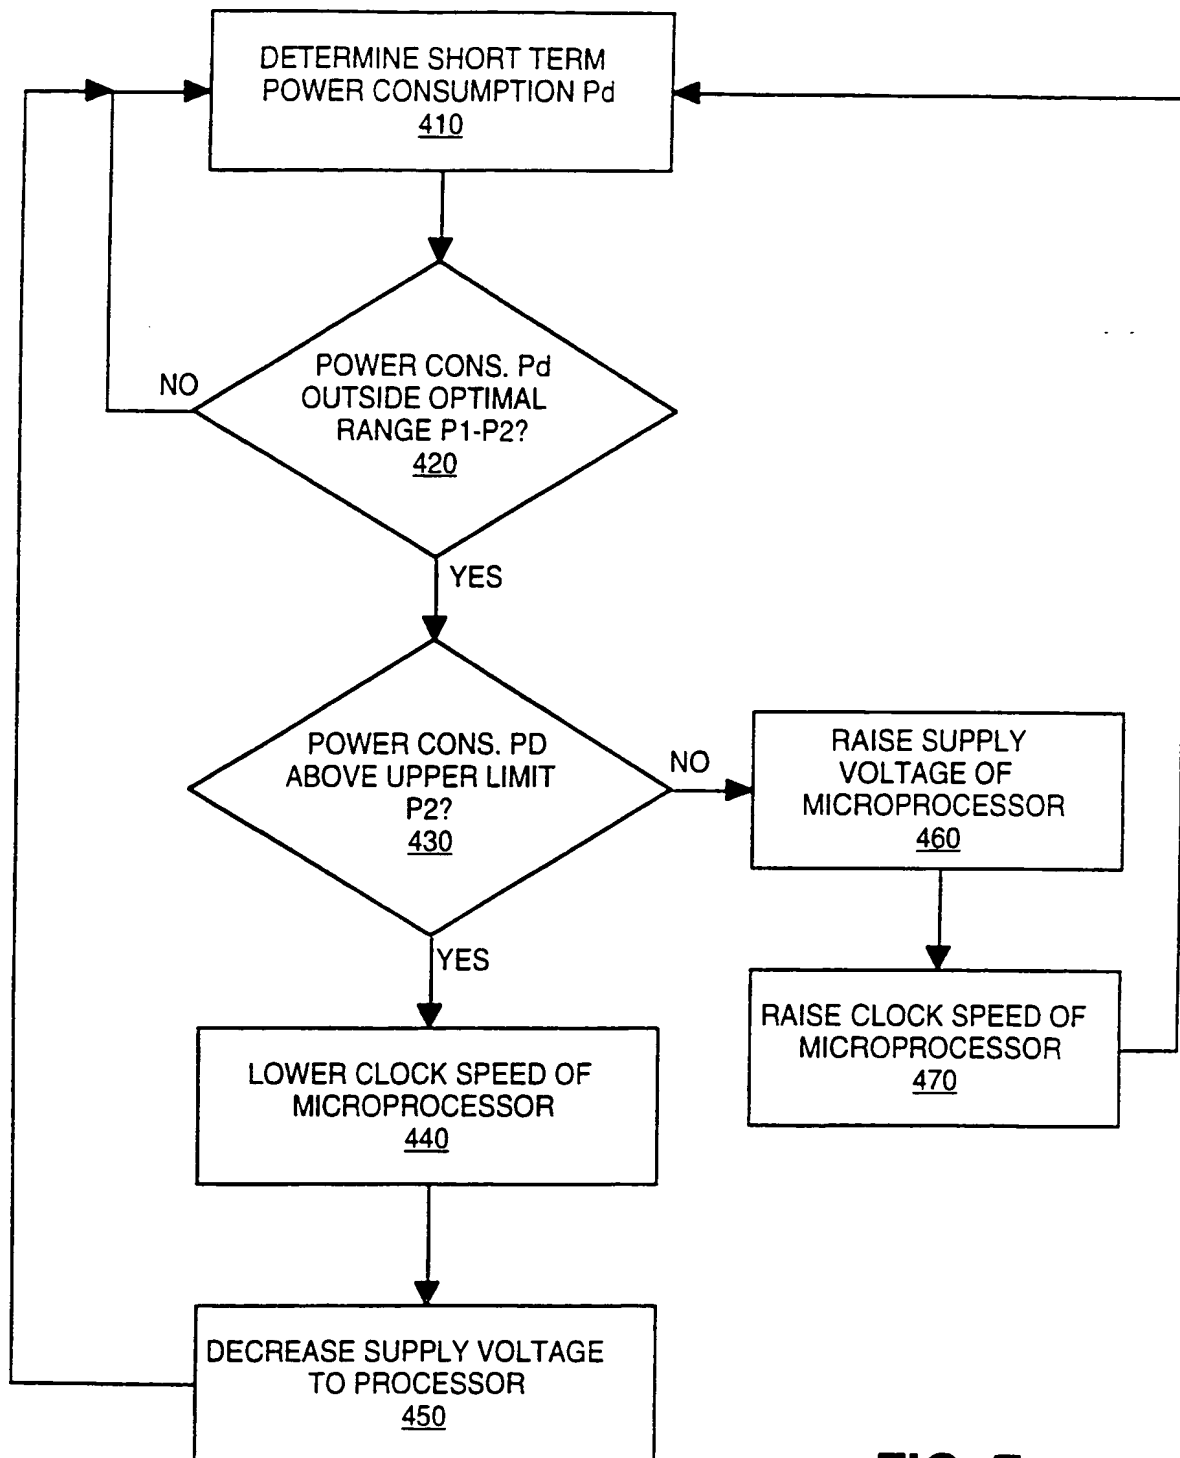 DETERMINE SHORT TERM
POWER CONSUMPTION Pd
410
POWER CONS. Pd
OUTSIDE OPTIMAL
RANGE P1-P2?
420
NO
YES
POWER CONS. PD
ABOVE UPPER LIMIT
P2?
430
NO
YES
RAISE SUPPLY
VOLTAGE OF
MICROPROCESSOR
460
RAISE CLOCK SPEED OF
MICROPROCESSOR
470
LOWER CLOCK SPEED OF
MICROPROCESSOR
440
DECREASE SUPPLY VOLTAGE
TO PROCESSOR
450